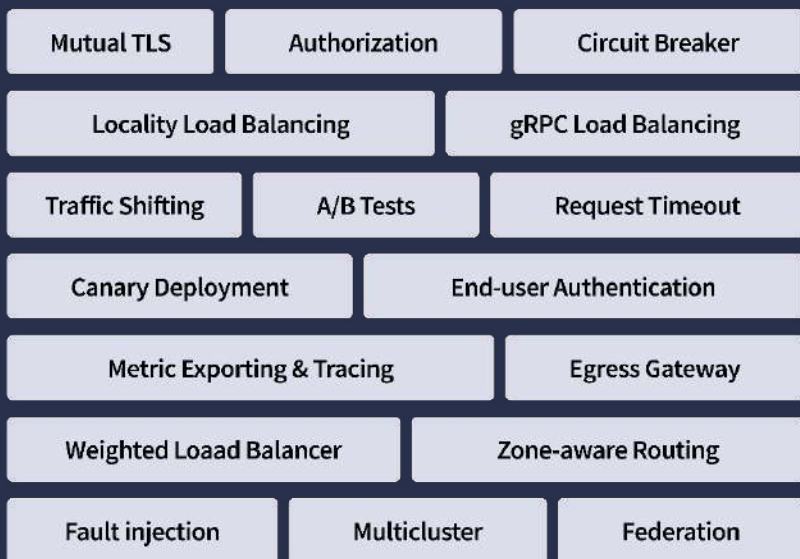 Mutual TLS Authorization Circuit Breaker
Locality Load Balancing gRPC Load Balancing
Traffic Shifting A/B Tests Request Timeout
Canary Deployment End-user Authentication
Metric Exporting & Tracing Egress Gateway
Weighted Loaad Balancer Zone-aware Routing
Fault injection Multicluster Federation